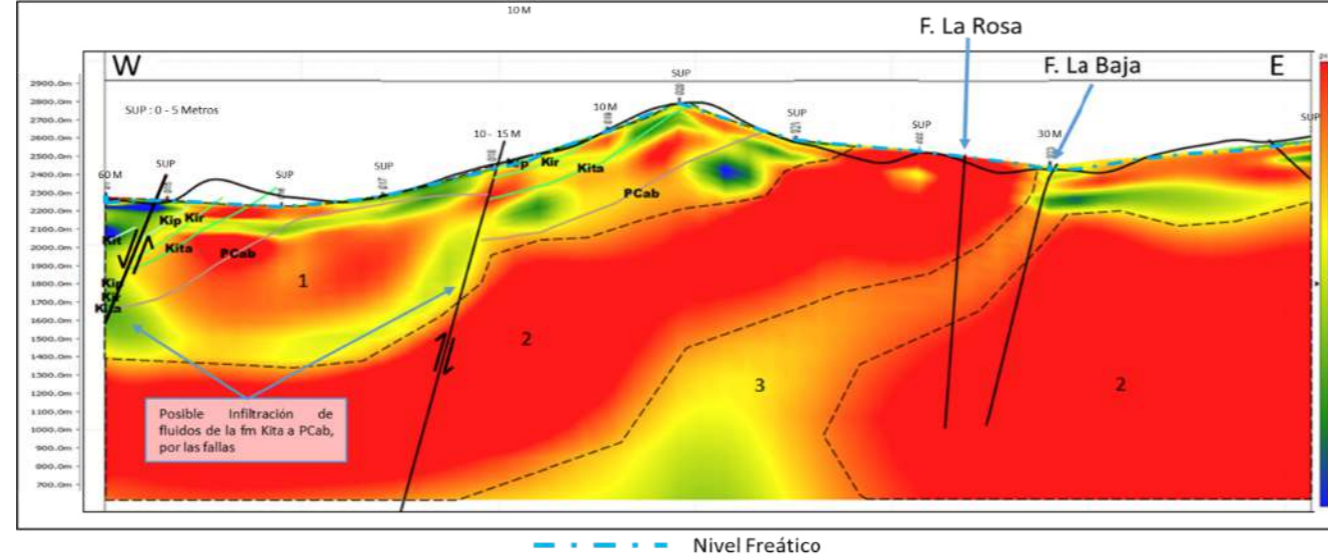 10 M
F. La Rosa
W
F. La Baja
E
2900.0m
2800.0m
2700.0m
2600.0m
2500.0m
2400.0m
2300.0m
2200.0m
2100.0m
2000.0m
1900.0m
1800.0m
1700.0m
1600.0m
1500.0m
1400.0m
1300.0m
1200.0m
1100.0m
1000.0m
900.0m
800.0m
700.0m
SUP : 0 - 5 Metros
60 M
SUP
SUP
SUP
10 - 15 M
10 M
SUP
SUP
SUP
30 M
SUP
Kip
Kir
Kita
PCab
Kit
Kip
Kir
Kita
PCab
Kip
Kir
Kita
1
2
3
2
Posible Infiltración de
fluidos de la fm Kita a PCab,
por las fallas
Nivel Freático